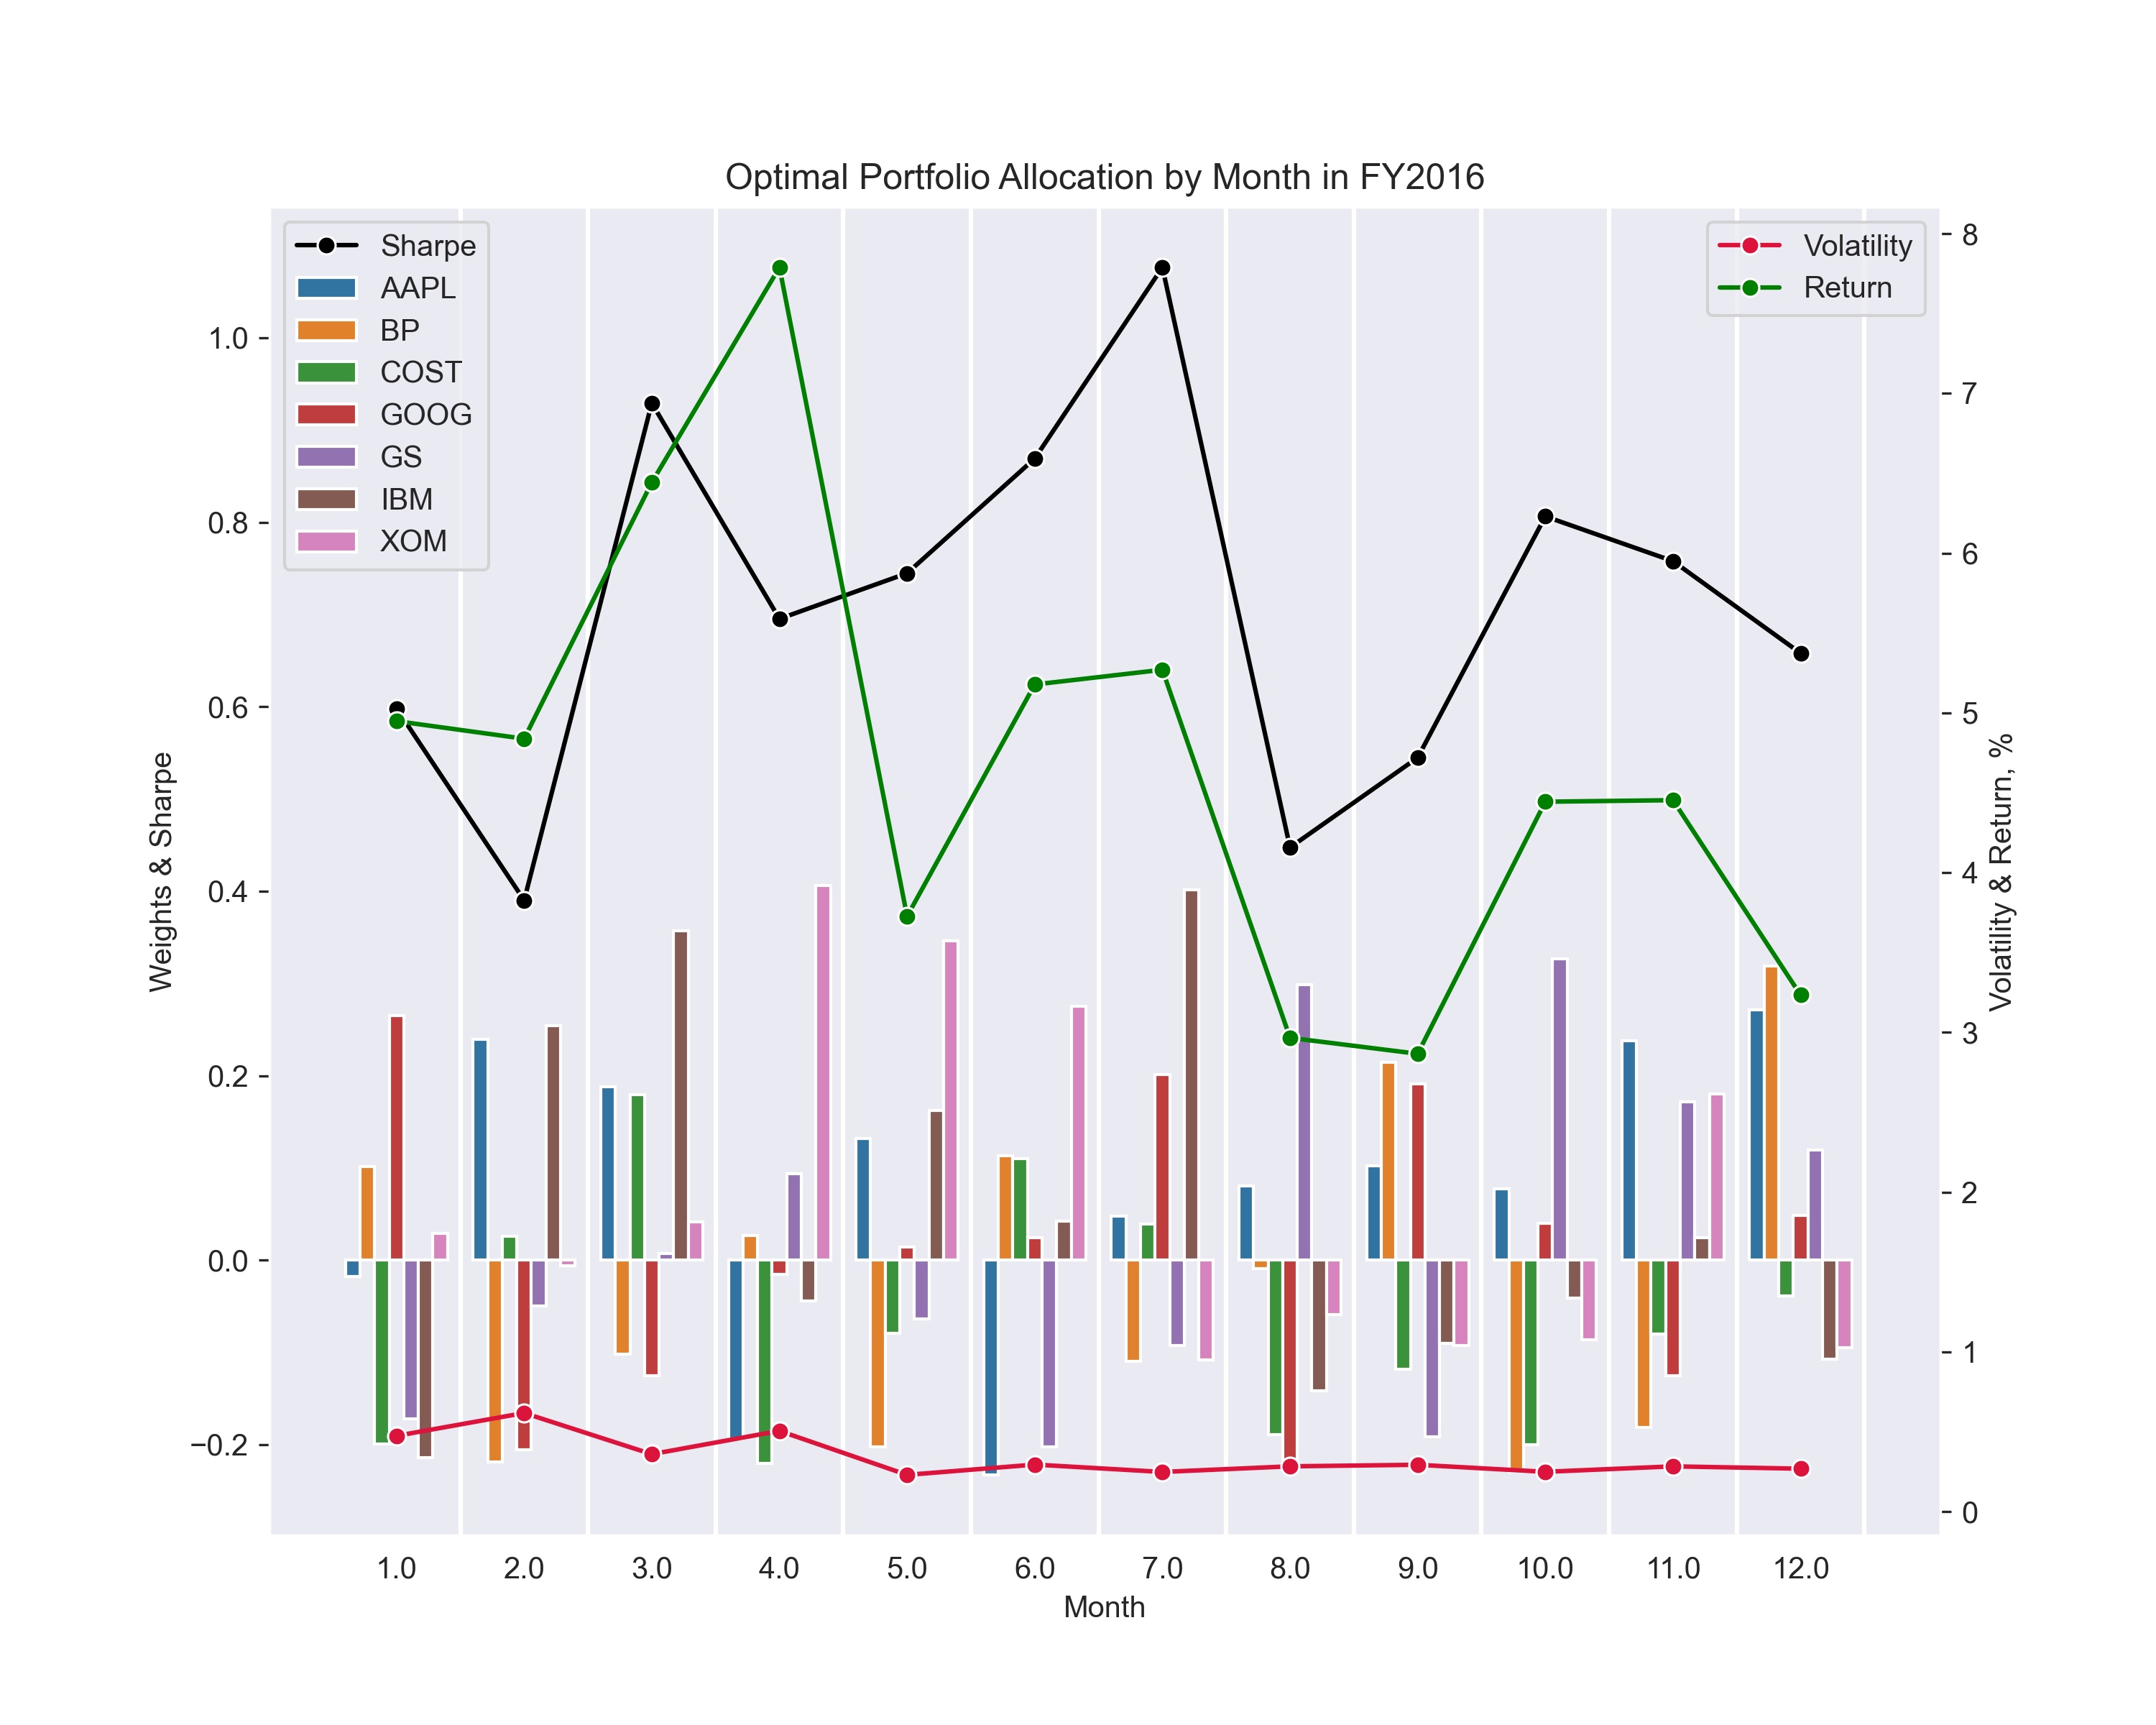 Optimal Portfolio Allocation by Month in FY2016
Sharpe
AAPL
BP
COST
GOOG
GS
IBM
XOM
Volatility
Return
1.0
0.8
0.6
0.4
0.2
0.0
−0.2
Weights & Sharpe
8
7
6
5
4
3
2
1
0
Volatility & Return, %
1.0 2.0 3.0 4.0 5.0 6.0 7.0 8.0 9.0 10.0 11.0 12.0
Month